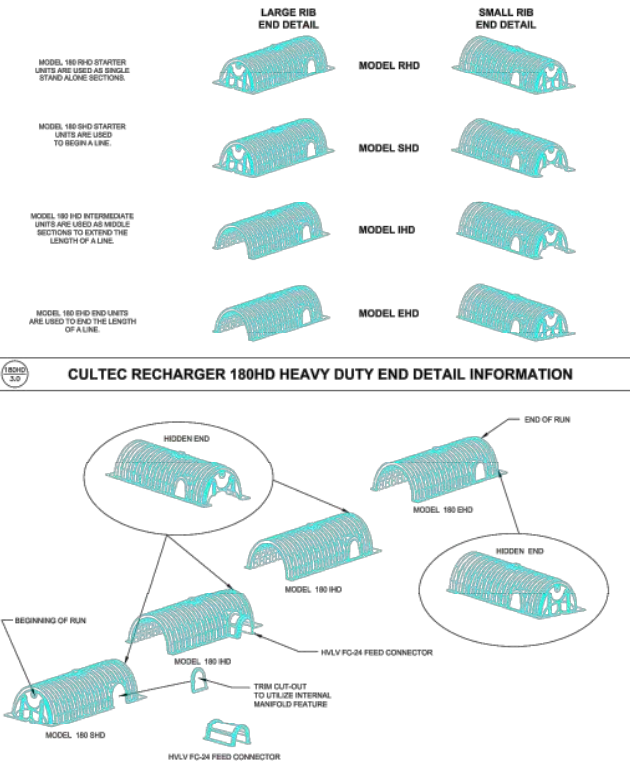 LARGE RIB
END DETAIL
SMALL RIB
END DETAIL
MODEL 180 RHD STARTER
UNITS ARE USED AS SINGLE
STAND ALONE SECTIONS.
MODEL RHD
MODEL 180 SHD STARTER
UNITS ARE USED
TO BEGIN A LINE.
MODEL SHD
MODEL 180 IHD INTERMEDIATE
UNITS ARE USED AS MIDDLE
SECTIONS TO EXTEND THE
LENGTH OF A LINE.
MODEL IHD
MODEL 180 EHD END UNITS
ARE USED TO END THE LENGTH
OF A LINE.
MODEL EHD
180HD
3.0
CULTEC RECHARGER 180HD HEAVY DUTY END DETAIL INFORMATION
END OF RUN
HIDDEN END
MODEL 180 EHD
HIDDEN END
MODEL 180 IHD
BEGINNING OF RUN
HVLV FC-24 FEED CONNECTOR
MODEL 180 IHD
TRIM CUT-OUT
TO UTILIZE INTERNAL
MANIFOLD FEATURE
MODEL 180 SHD
HVLV FC-24 FEED CONNECTOR